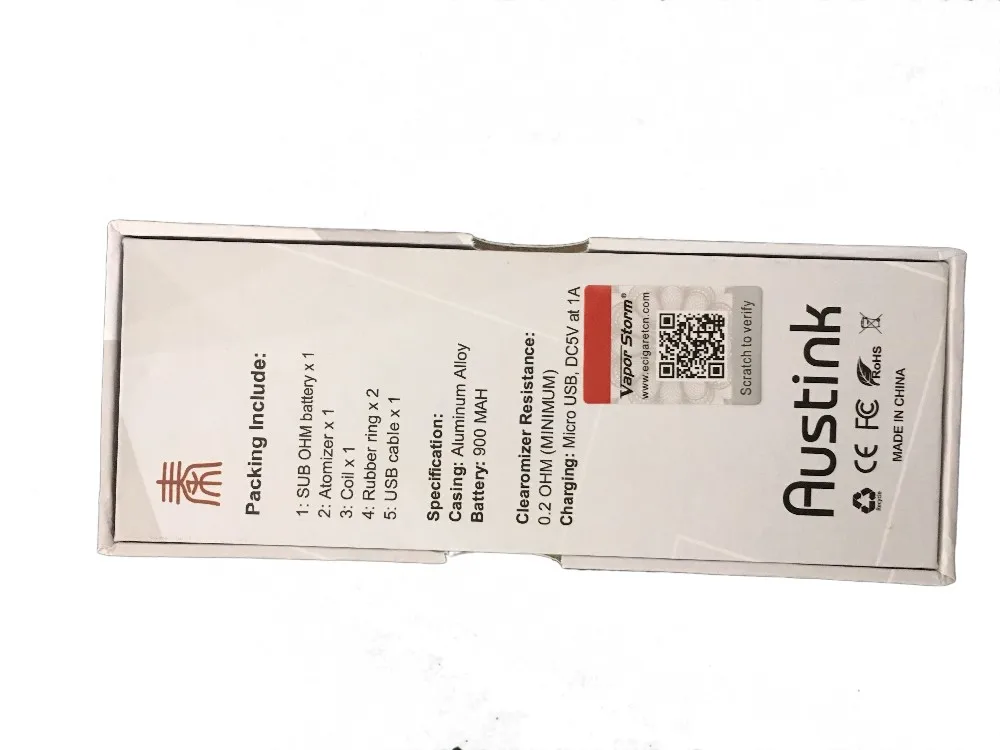 Packing Include:
1: SUB OHM battery x 1
2: Atomizer x 1
3: Coil x 1
4: Rubber ring x 2
5: USB cable x 1
Specification:
Casing: Aluminum Alloy
Battery: 900 MAH
Clearomizer Resistance:
0.2 OHM (MINIMUM)
Charging: Micro USB, DC5V at 1A
Vapor Storm®
www.ecigaretcn.com
Scratch to verify
Austink
Recycle CE FC RoHS
MADE IN CHINA